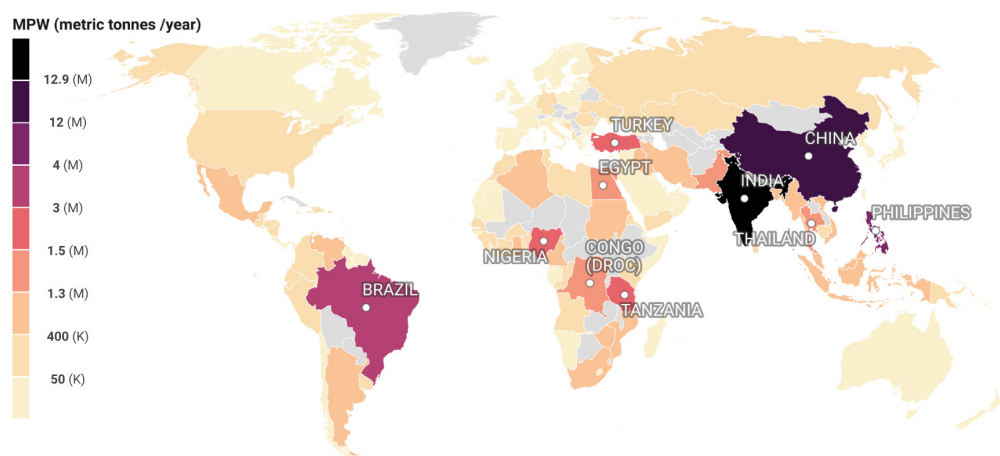 MPW (metric tonnes /year)
12.9 (M)
12 (M)
4 (M)
3 (M)
1.5 (M)
1.3 (M)
400 (K)
50 (K)
TURKEY
CHINA
EGYPT
INDIA
PHILIPPINES
THAILAND
NIGERIA
CONGO
(DROC)
BRAZIL
TANZANIA